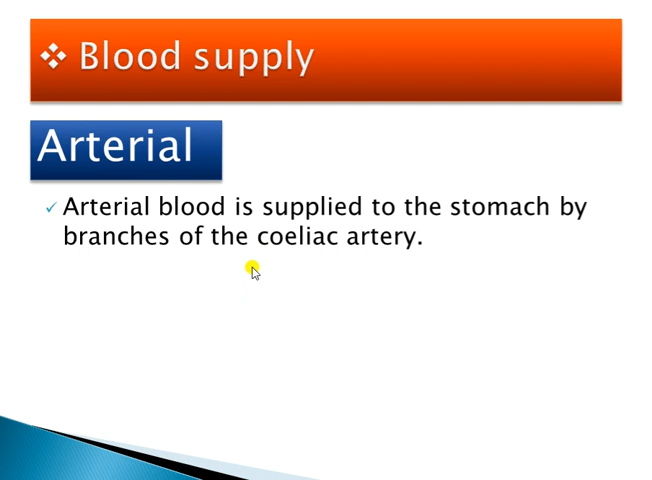 Blood supply
Arterial
Arterial blood is supplied to the stomach by
branches of the coeliac artery.